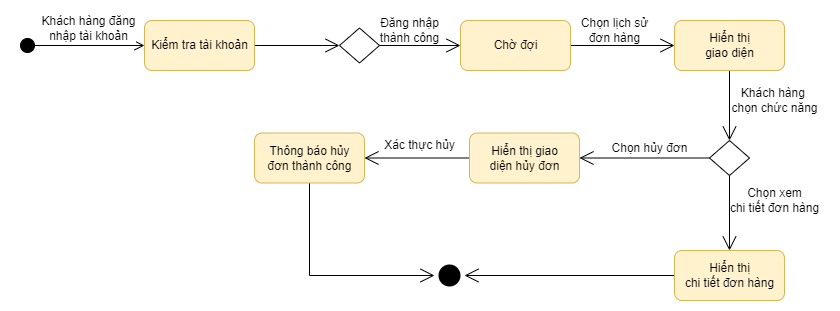 Khách hàng đăng
nhập tài khoản
Kiểm tra tài khoản
Đăng nhập
thành công
Chờ đợi
Chọn lịch sử
đơn hàng
Hiển thị
giao diện
Khách hàng
chọn chức năng
Chọn hủy đơn
Hiển thị giao
diện hủy đơn
Xác thực hủy
Thông báo hủy
đơn thành công
Chọn xem
chi tiết đơn hàng
Hiển thị
chi tiết đơn hàng